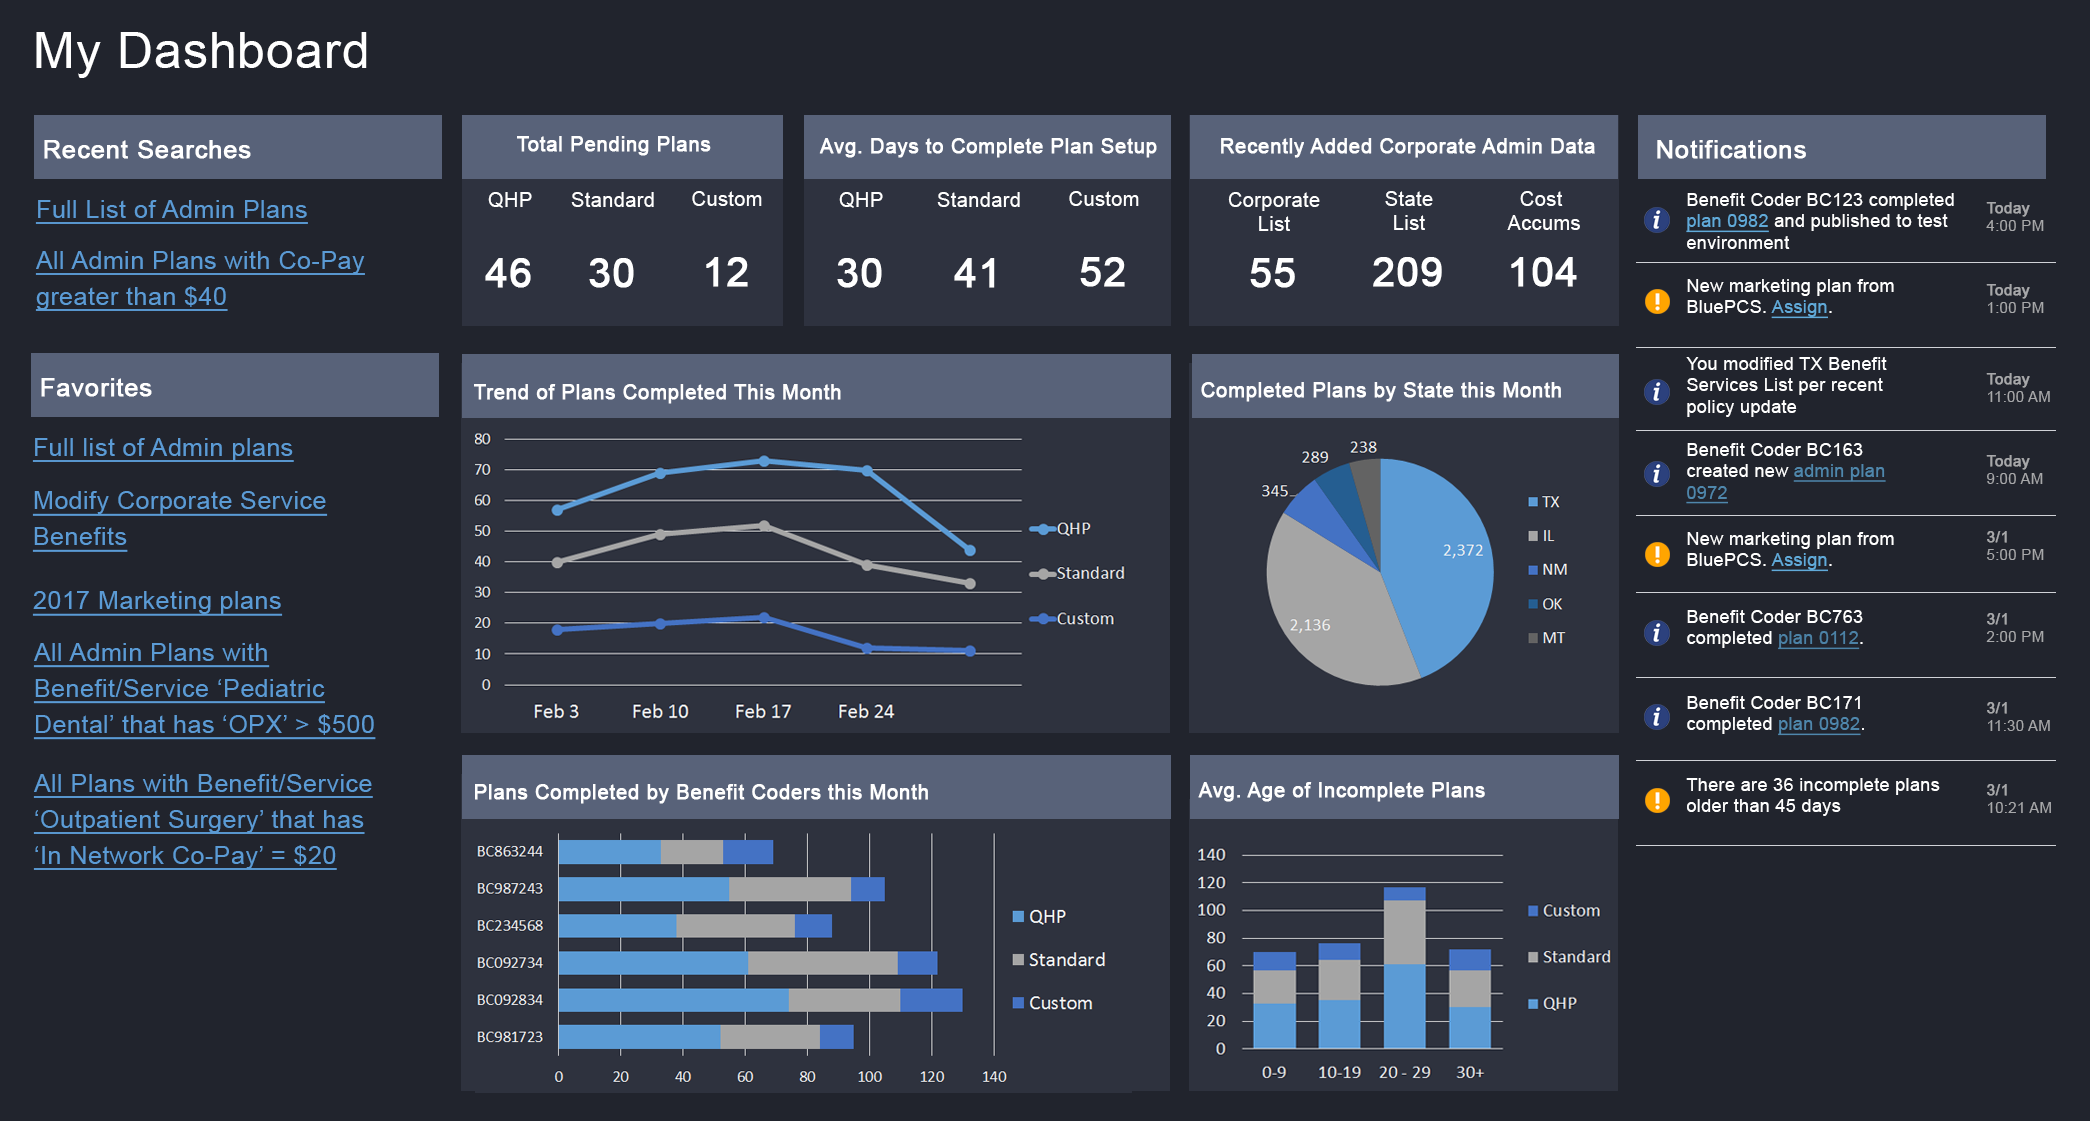 My Dashboard
Recent Searches
Full List of Admin Plans
All Admin Plans with Co-Pay
greater than $40
Favorites
Full list of Admin plans
Modify Corporate Service
Benefits
2017 Marketing plans
All Admin Plans with
Benefit/Service ‘Pediatric
Dental’ that has ‘OPX’ > $500
All Plans with Benefit/Service
‘Outpatient Surgery’ that has
‘In Network Co-Pay’ = $20
Total Pending Plans
QHP Standard Custom
46 30 12
Avg. Days to Complete Plan Setup
QHP Standard Custom
30 41 52
Recently Added Corporate Admin Data
Corporate State Cost
List List Accums
55 209 104
Trend of Plans Completed This Month
80
70
60
50
40
30
20
10
0
Feb 3 Feb 10 Feb 17 Feb 24
QHP
Standard
Custom
Completed Plans by State this Month
238
289
345
2,372
2,136
TX
IL
NM
OK
MT
Plans Completed by Benefit Coders this Month
BC863244
BC987243
BC234568
BC092734
BC092834
BC981723
0 20 40 60 80 100 120 140
QHP
Standard
Custom
Avg. Age of Incomplete Plans
140
120
100
80
60
40
20
0
0-9 10-19 20 - 29 30+
Custom
Standard
QHP
Notifications
Benefit Coder BC123 completed
plan 0982 and published to test
environment
Today
4:00 PM
New marketing plan from
BluePCS. Assign.
Today
1:00 PM
You modified TX Benefit
Services List per recent
policy update
Today
11:00 AM
Benefit Coder BC163
created new admin plan
0972
Today
9:00 AM
New marketing plan from
BluePCS. Assign.
3/1
5:00 PM
Benefit Coder BC763
completed plan 0112.
3/1
2:00 PM
Benefit Coder BC171
completed plan 0982.
3/1
11:30 AM
There are 36 incomplete plans
older than 45 days
3/1
10:21 AM